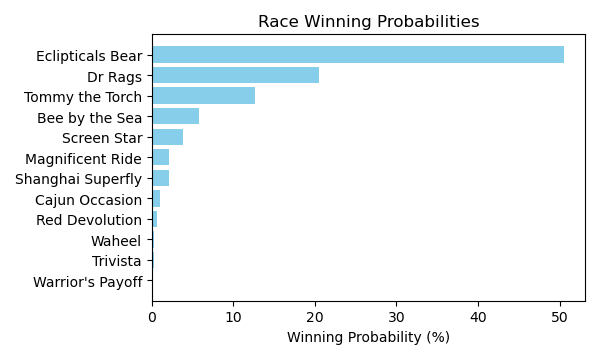 Race Winning Probabilities
Eclipticals Bear
Dr Rags
Tommy the Torch
Bee by the Sea
Screen Star
Magnificent Ride
Shanghai Superfly
Cajun Occasion
Red Devolution
Waheel
Trivista
Warrior's Payoff
0 10 20 30 40 50
Winning Probability (%)